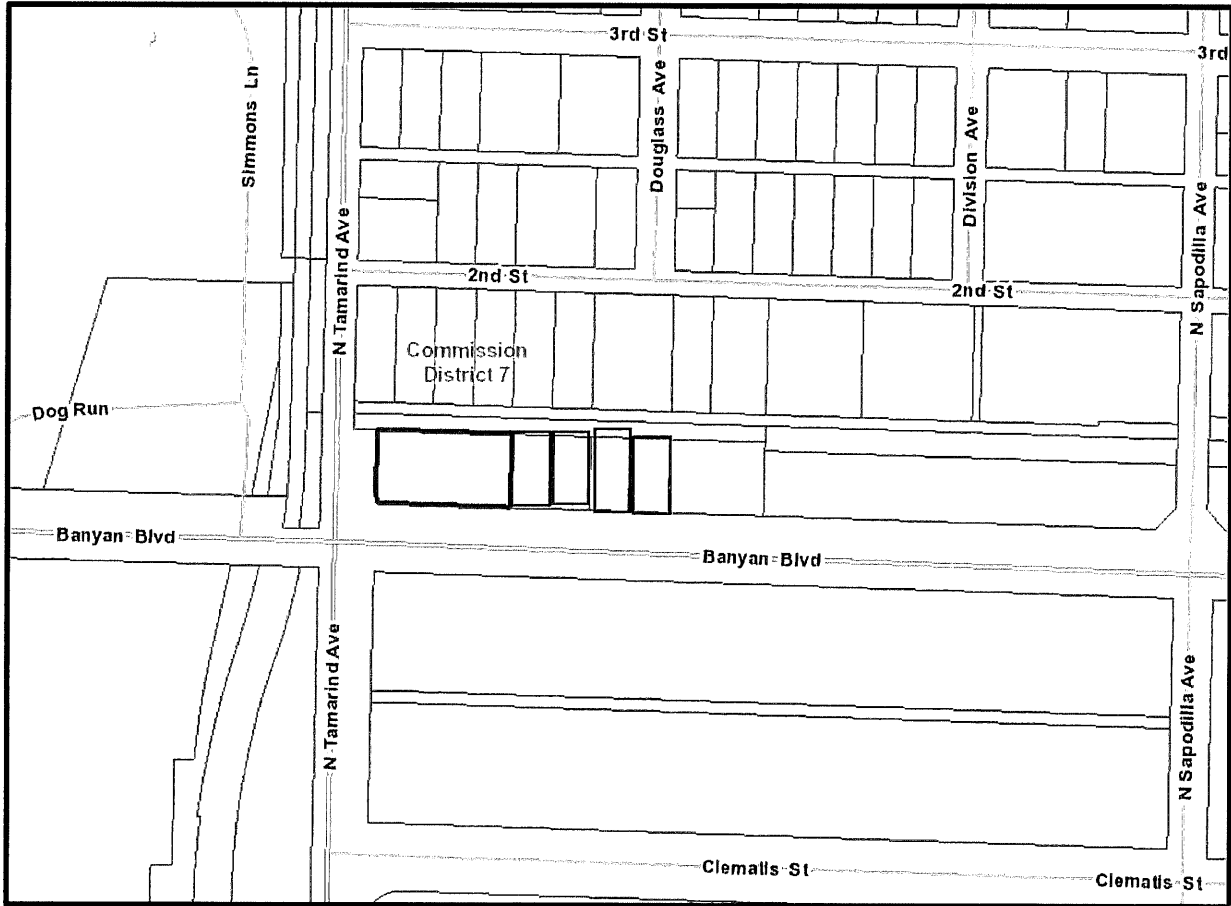 3rd St
3rd
Simmons Ln
Douglass Ave
Division Ave
N Tamarind Ave
N Sapodilla Ave
2nd St
2nd St
Commission
District 7
Dog Run
Banyan Blvd
Banyan Blvd
N Tamarind Ave
N Sapodilla Ave
Clematis St
Clematis St